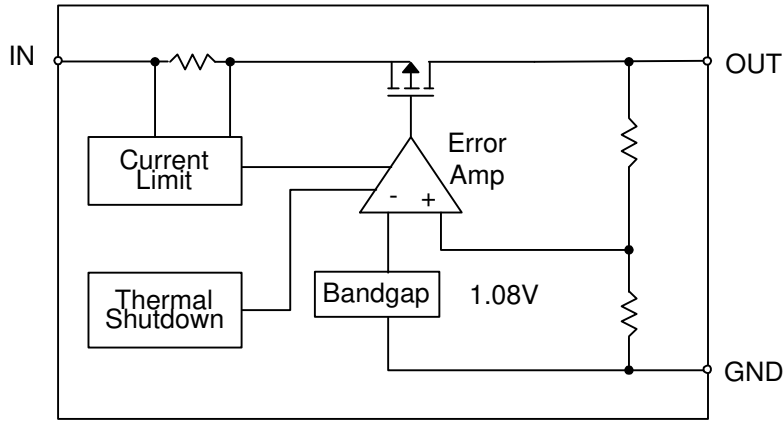 IN
OUT
Current
Limit
Error
Amp
- +
Thermal
Shutdown
Bandgap
1.08V
GND